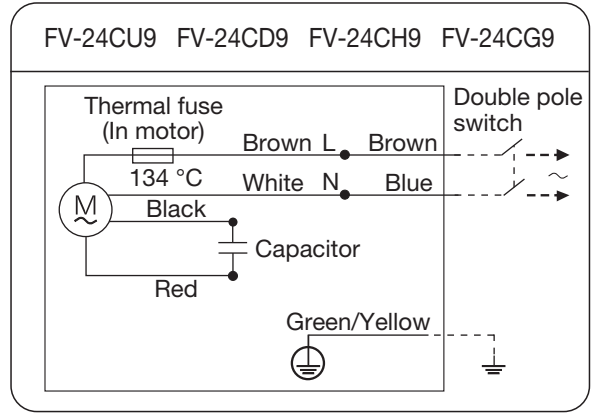 FV-24CU9 FV-24CD9 FV-24CH9 FV-24CG9
Thermal fuse
(In motor)
Double pole
switch
Brown L Brown
134 °C
White N Blue
M
Black
Capacitor
Red
Green/Yellow